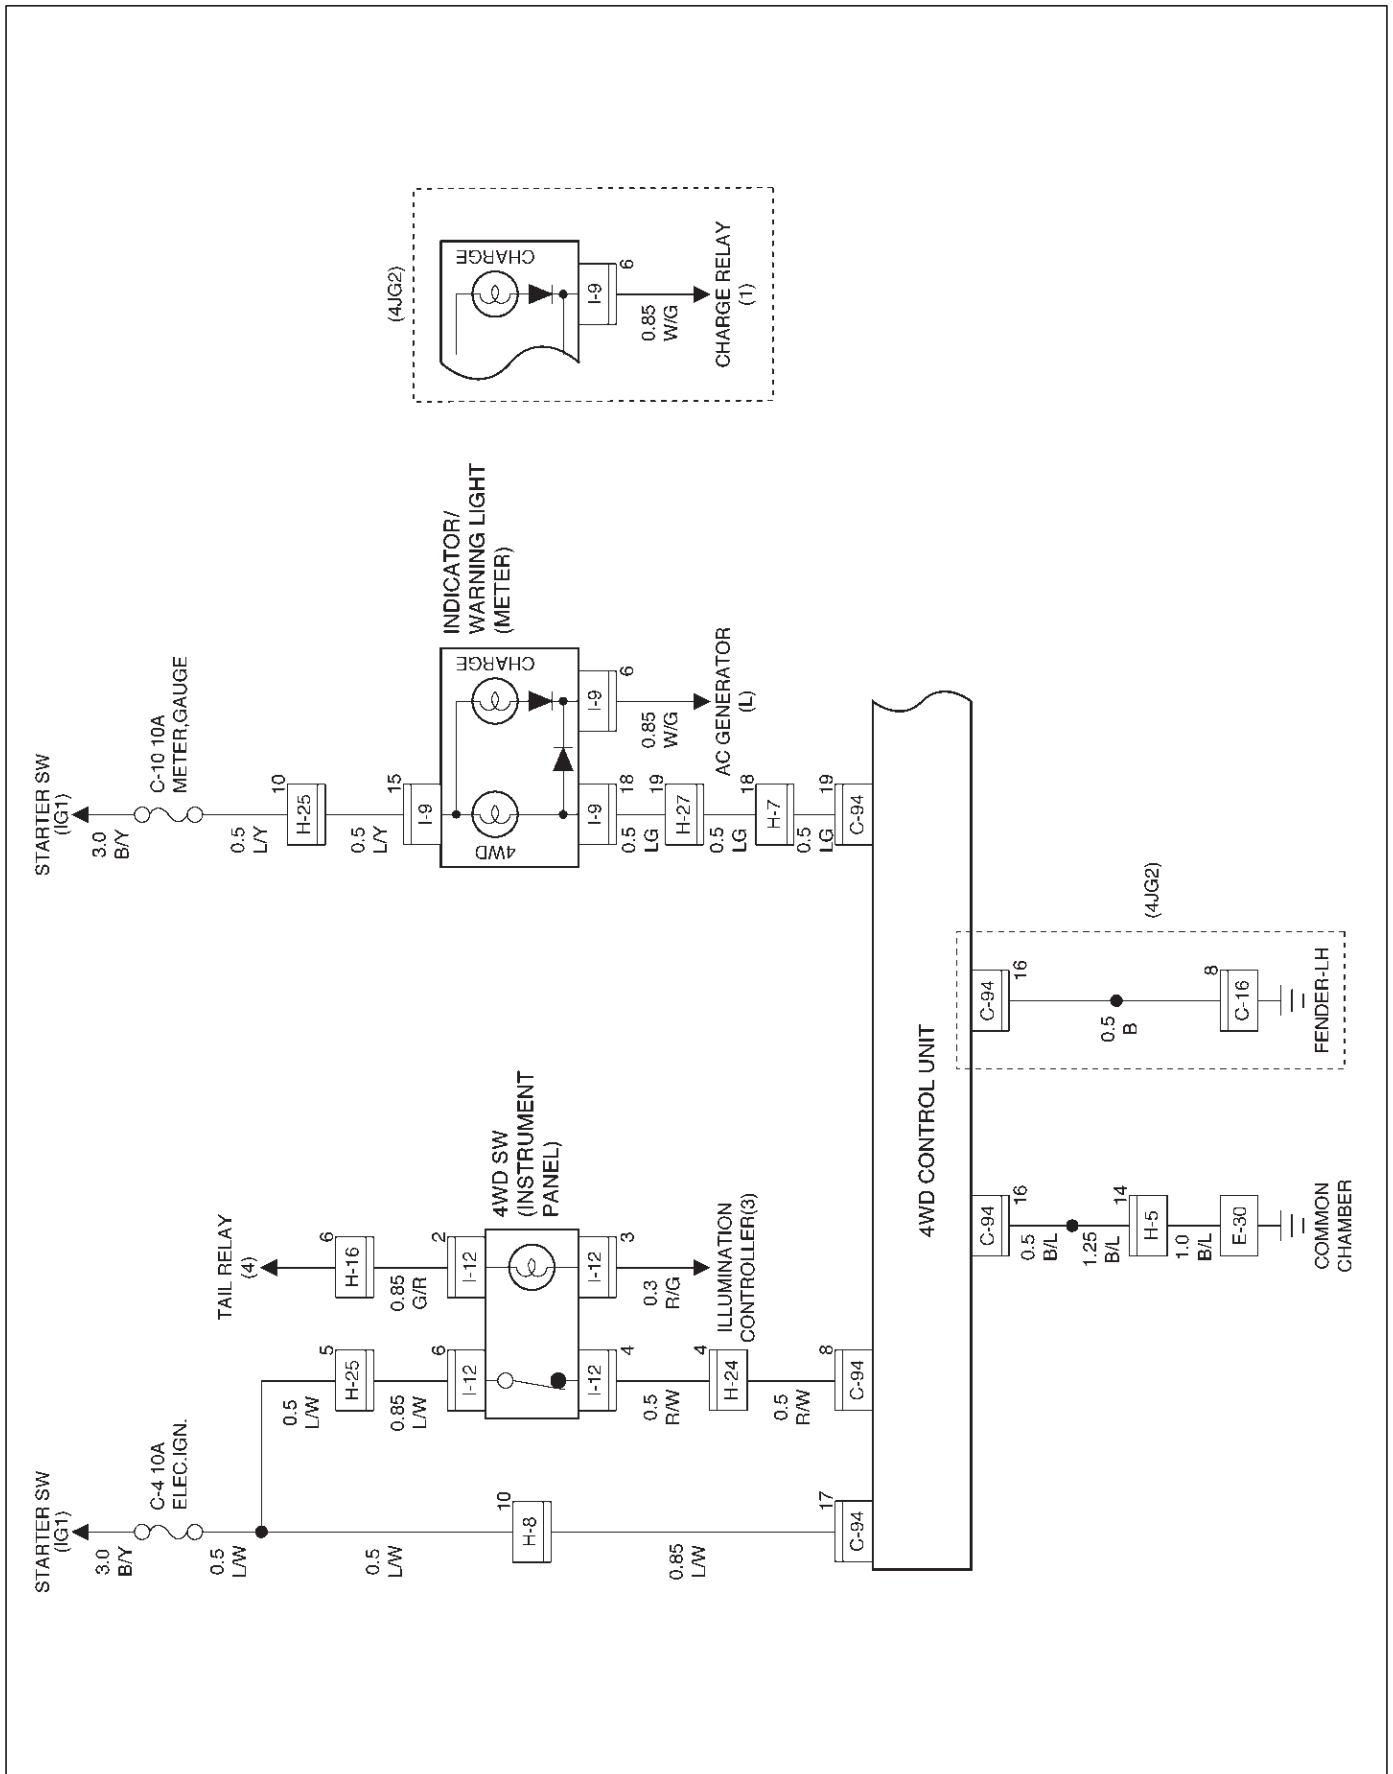 STARTER SW
(IG1)
3.0
B/Y
C-4 10A
ELEC.IGN.
0.5
L/W
0.5
L/W
10
H-8
0.85
L/W
17
C-94
0.5
L/W
5
H-25
0.85
L/W
6
I-12
I-12
4
0.5
R/W
4
H-24
0.5
R/W
8
C-94
TAIL RELAY
(4)
6
H-16
0.85
G/R
2
I-12
4WD SW
(INSTRUMENT
PANEL)
I-12
3
0.3
R/G
ILLUMINATION
CONTROLLER(3)
STARTER SW
(IG1)
3.0
B/Y
C-10 10A
METER,GAUGE
0.5
L/Y
10
H-25
0.5
L/Y
15
I-9
4WD
CHARGE
INDICATOR/
WARNING LIGHT
(METER)
I-9
18
0.5
LG
19
H-27
0.5
LG
18
H-7
0.5
LG
19
C-94
I-9
6
0.85
W/G
AC GENERATOR
(L)
(4JG2)
CHARGE
I-9
6
0.85
W/G
CHARGE RELAY
(1)
4WD CONTROL UNIT
C-94
16
0.5
B/L
1.25
B/L
14
H-5
1.0
B/L
E-30
COMMON
CHAMBER
C-94
16
0.5
B
8
C-16
FENDER-LH
(4JG2)